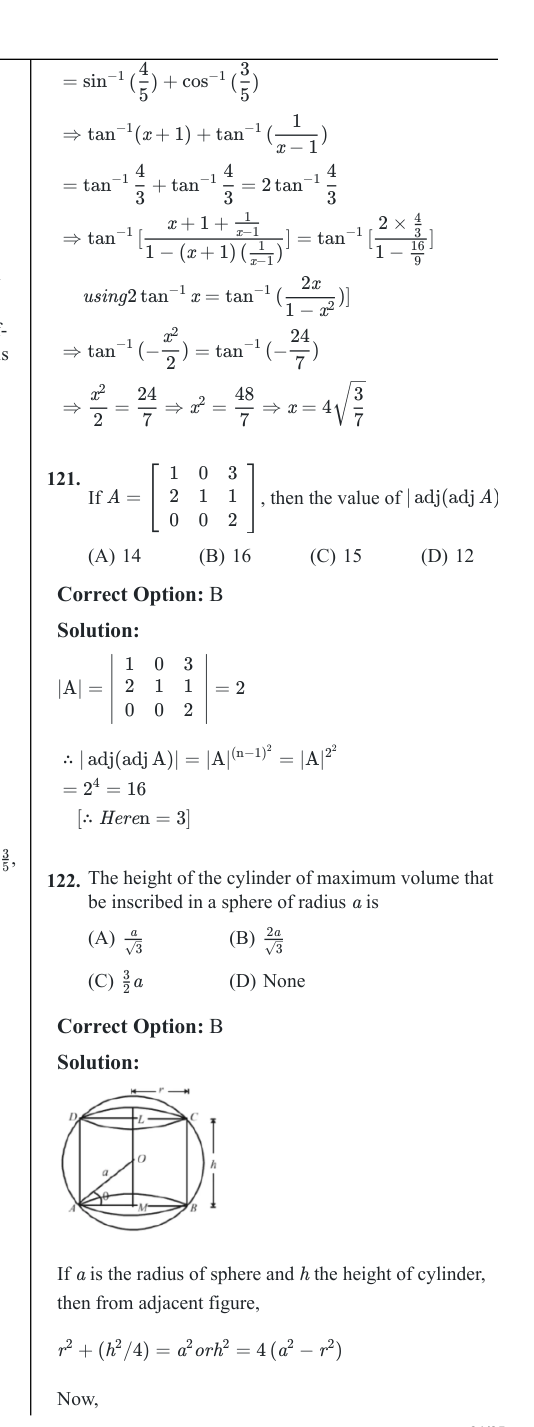 = sin⁻¹ (4/5) + cos⁻¹ (3/5)
⇒ tan⁻¹(x + 1) + tan⁻¹ (1/(x − 1))
= tan⁻¹ 4/3 + tan⁻¹ 4/3 = 2 tan⁻¹ 4/3
⇒ tan⁻¹ [(x + 1 + 1/(x−1))/(1 − (x + 1)(1/(x−1)))] = tan⁻¹ [(2 × 4/3)/(1 − 16/9)]
using2 tan⁻¹ x = tan⁻¹ (2x/(1 − x²))]
f-
⇒ tan⁻¹ (−x²/2) = tan⁻¹ (−24/7)
s
⇒ x²/2 = 24/7 ⇒ x² = 48/7 ⇒ x = 4√(3/7)
121. If A = [1 0 3
2 1 1
0 0 2], then the value of | adj(adj A)
(A) 14 (B) 16 (C) 15 (D) 12
Correct Option: B
Solution:
|A| = |1 0 3
2 1 1
0 0 2| = 2
∴ | adj(adj A)| = |A|^(n−1)² = |A|^2²
= 2⁴ = 16
[∴ Heren = 3]
3/5,
122. The height of the cylinder of maximum volume that
be inscribed in a sphere of radius a is
(A) a/√3 (B) 2a/√3
(C) 3/2 a (D) None
Correct Option: B
Solution:
r
D L C
O
a
h
θ
A M B
If a is the radius of sphere and h the height of cylinder,
then from adjacent figure,
r² + (h²/4) = a²orh² = 4 (a² − r²)
Now,